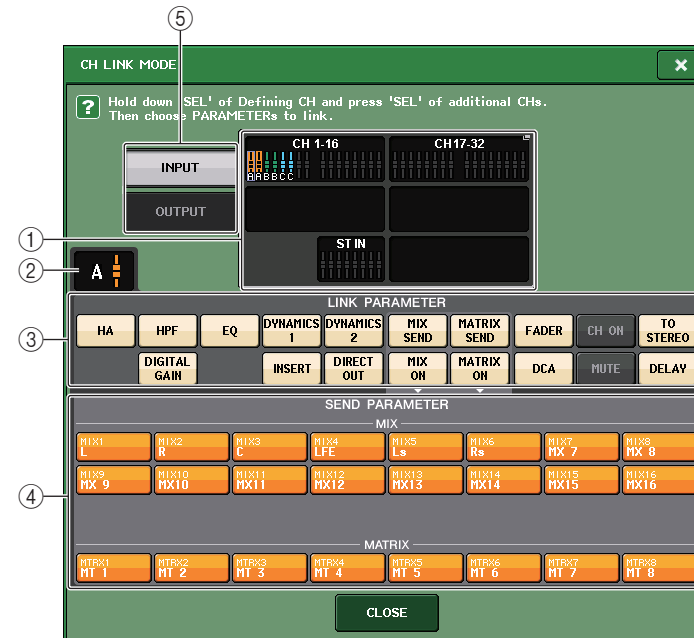 ⑤
CH LINK MODE
? Hold down 'SEL' of Defining CH and press 'SEL' of additional CHs.
Then choose PARAMETERs to link.
INPUT
OUTPUT
CH 1-16
CH17-32
A A B B C C
ST IN
①
②
A
③
LINK PARAMETER
HA
HPF
EQ
DYNAMICS
1
DYNAMICS
2
MIX
SEND
MATRIX
SEND
FADER
CH ON
TO
STEREO
DIGITAL
GAIN
INSERT
DIRECT
OUT
MIX
ON
MATRIX
ON
DCA
MUTE
DELAY
④
SEND PARAMETER
MIX
MIX1
L
MIX2
R
MIX3
C
MIX4
LFE
MIX5
Ls
MIX6
Rs
MIX7
MX 7
MIX8
MX 8
MIX9
MX 9
MIX10
MX10
MIX11
MX11
MIX12
MX12
MIX13
MX13
MIX14
MX14
MIX15
MX15
MIX16
MX16
MATRIX
MTRX1
MT 1
MTRX2
MT 2
MTRX3
MT 3
MTRX4
MT 4
MTRX5
MT 5
MTRX6
MT 6
MTRX7
MT 7
MTRX8
MT 8
CLOSE